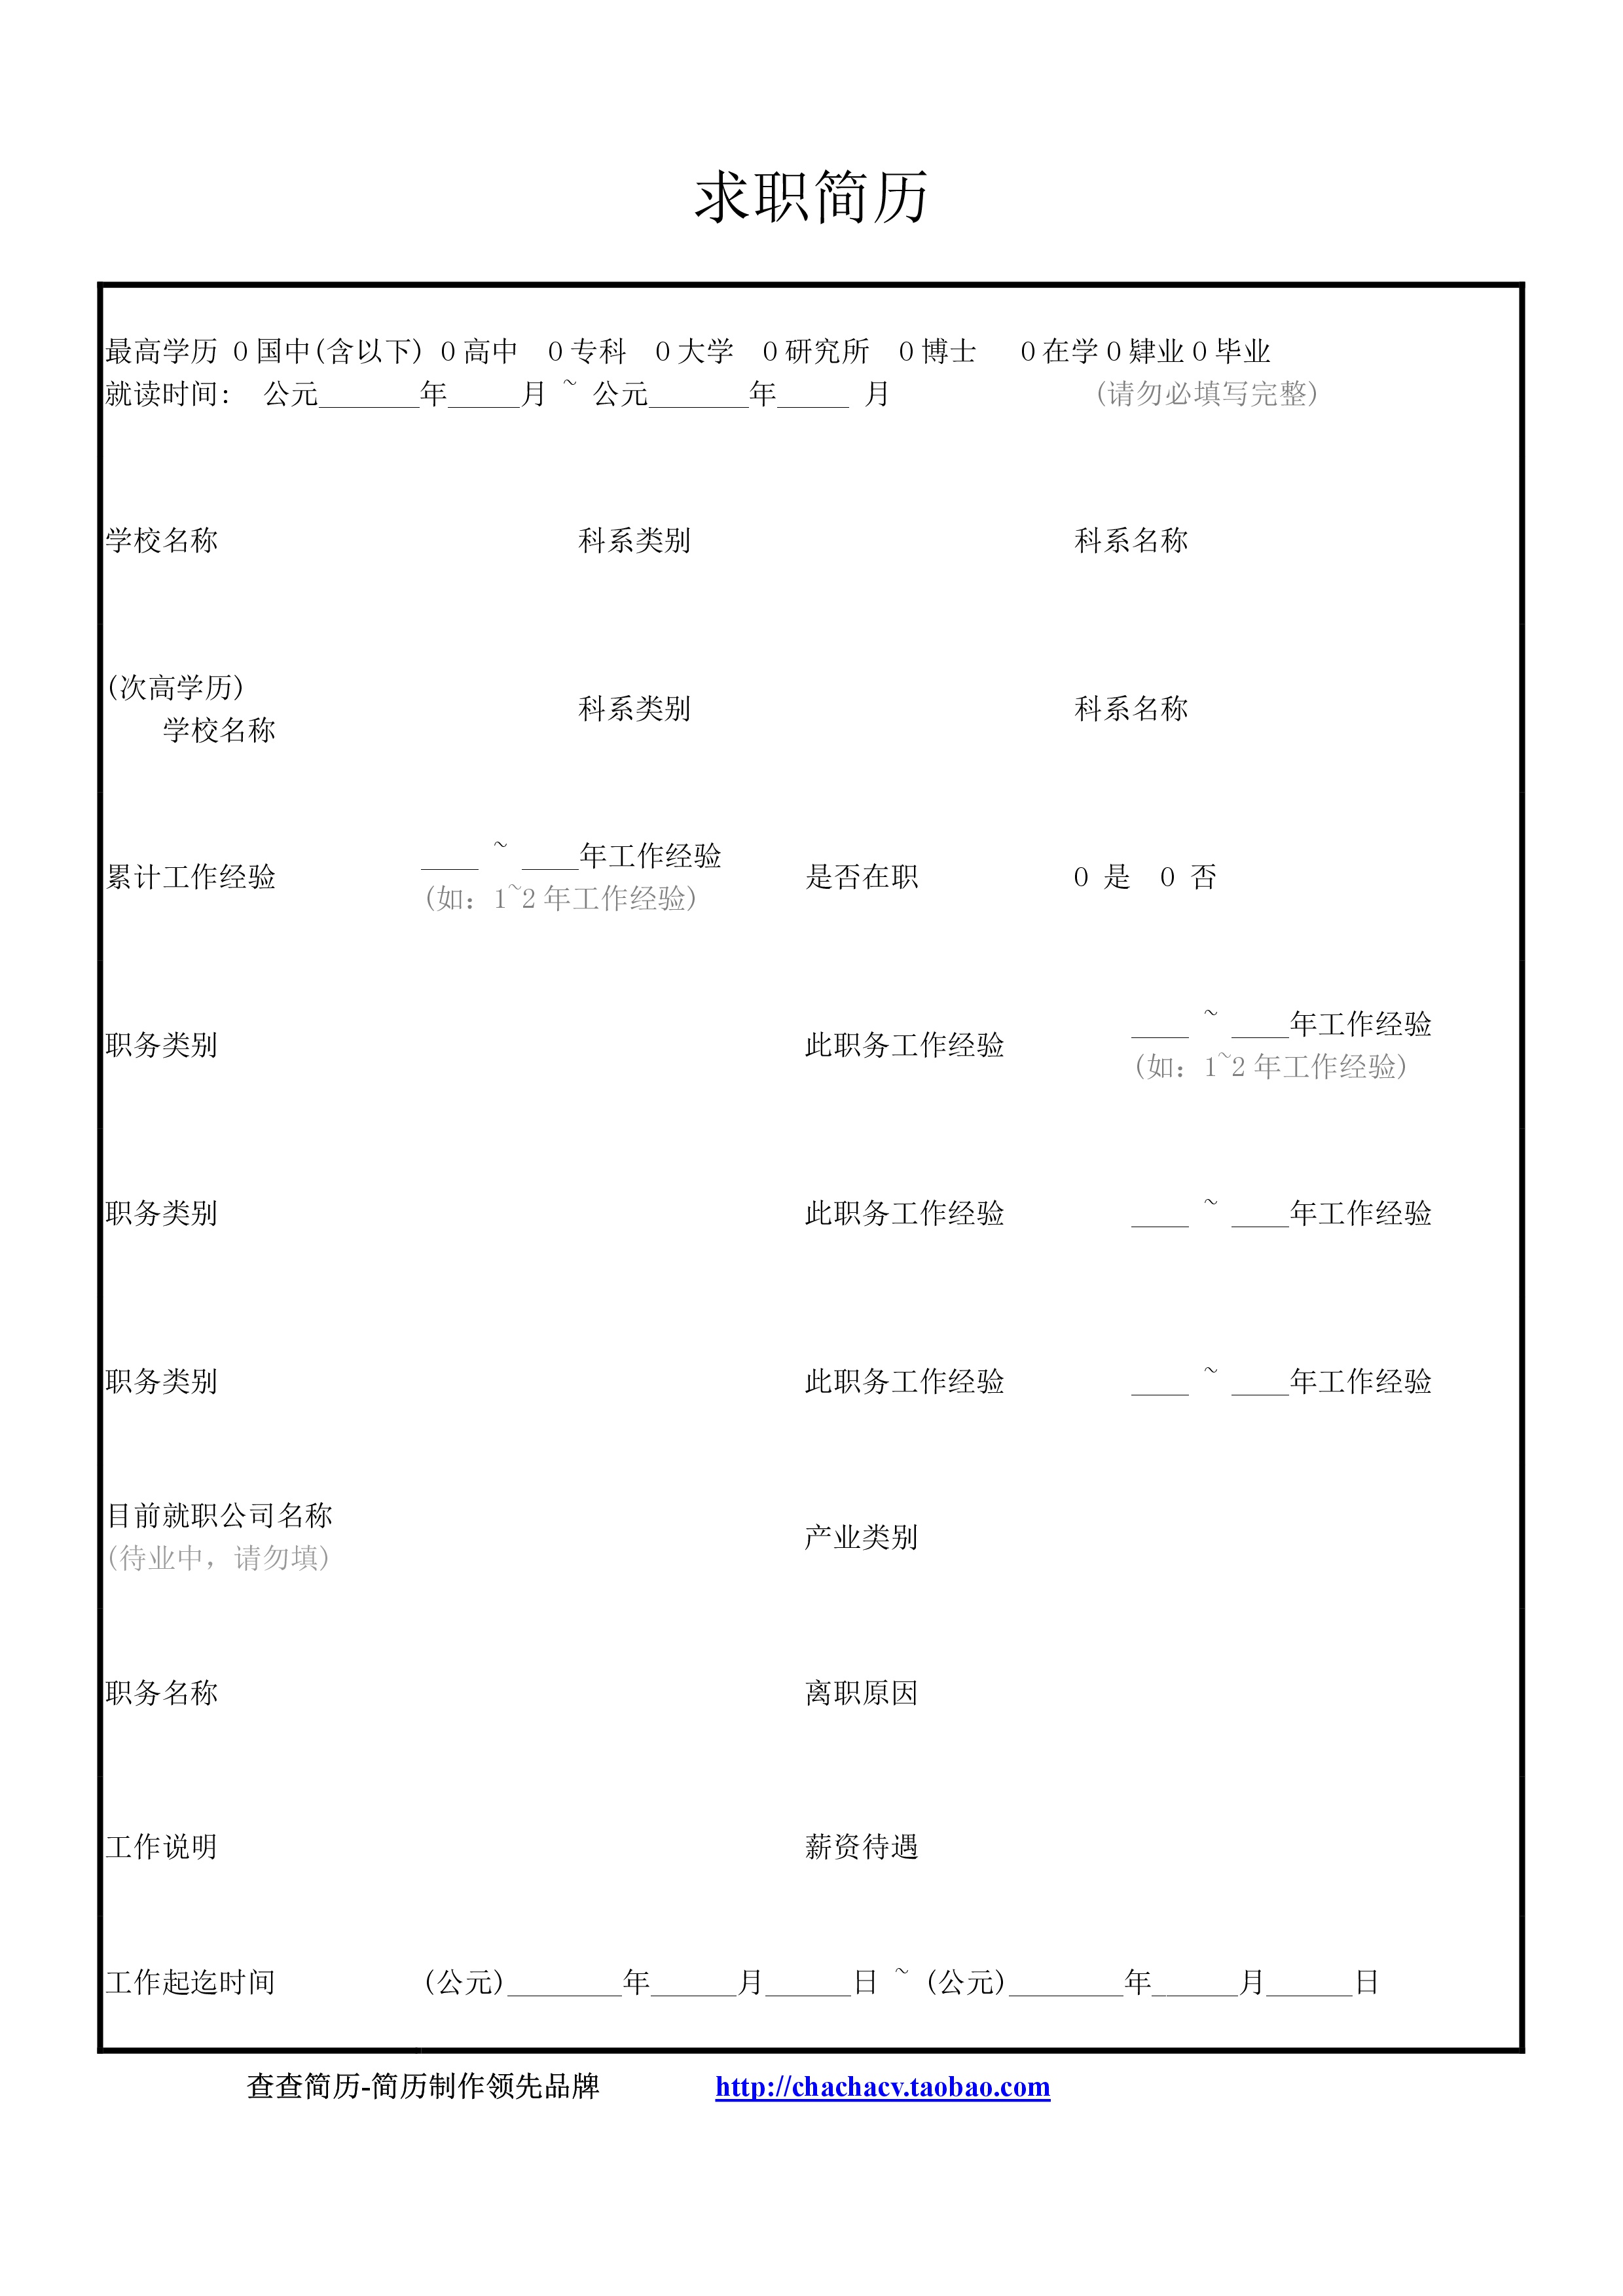 求职简历
最高学历 0国中(含以下) 0高中 0专科 0大学 0研究所 0博士 0在学0肄业0毕业
就读时间: 公元_______年_____月 ~ 公元_______年_____ 月 (请勿必填写完整)
学校名称 科系类别 科系名称
(次高学历)
学校名称 科系类别 科系名称
累计工作经验 ____ ~ ____年工作经验 是否在职 0 是 0 否
(如: 1~2 年工作经验)
职务类别 此职务工作经验 ____ ~ ____年工作经验
(如: 1~2 年工作经验)
职务类别 此职务工作经验 ____ ~ ____年工作经验
职务类别 此职务工作经验 ____ ~ ____年工作经验
目前就职公司名称 产业类别
(待业中，请勿填)
职务名称 离职原因
工作说明 薪资待遇
工作起迄时间 (公元)________年______月______日 ~ (公元)________年______月______日
查查简历-简历制作领先品牌 http://chachacv.taobao.com